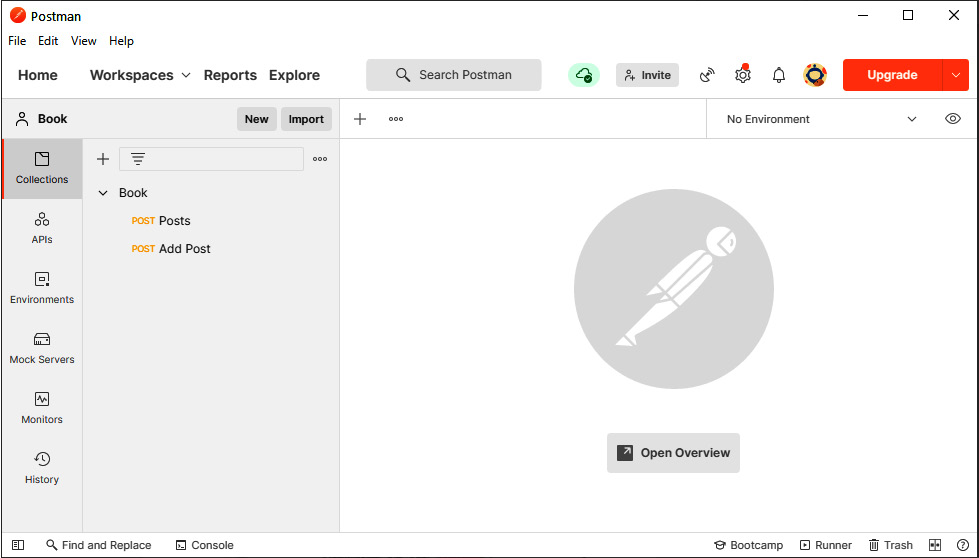 Postman
File Edit View Help
Home Workspaces Reports Explore Search Postman Invite Upgrade
Book New Import No Environment
Collections
Book
POST Posts
APIs
POST Add Post
Environments
Mock Servers
Monitors
Open Overview
History
Find and Replace Console Bootcamp Runner Trash